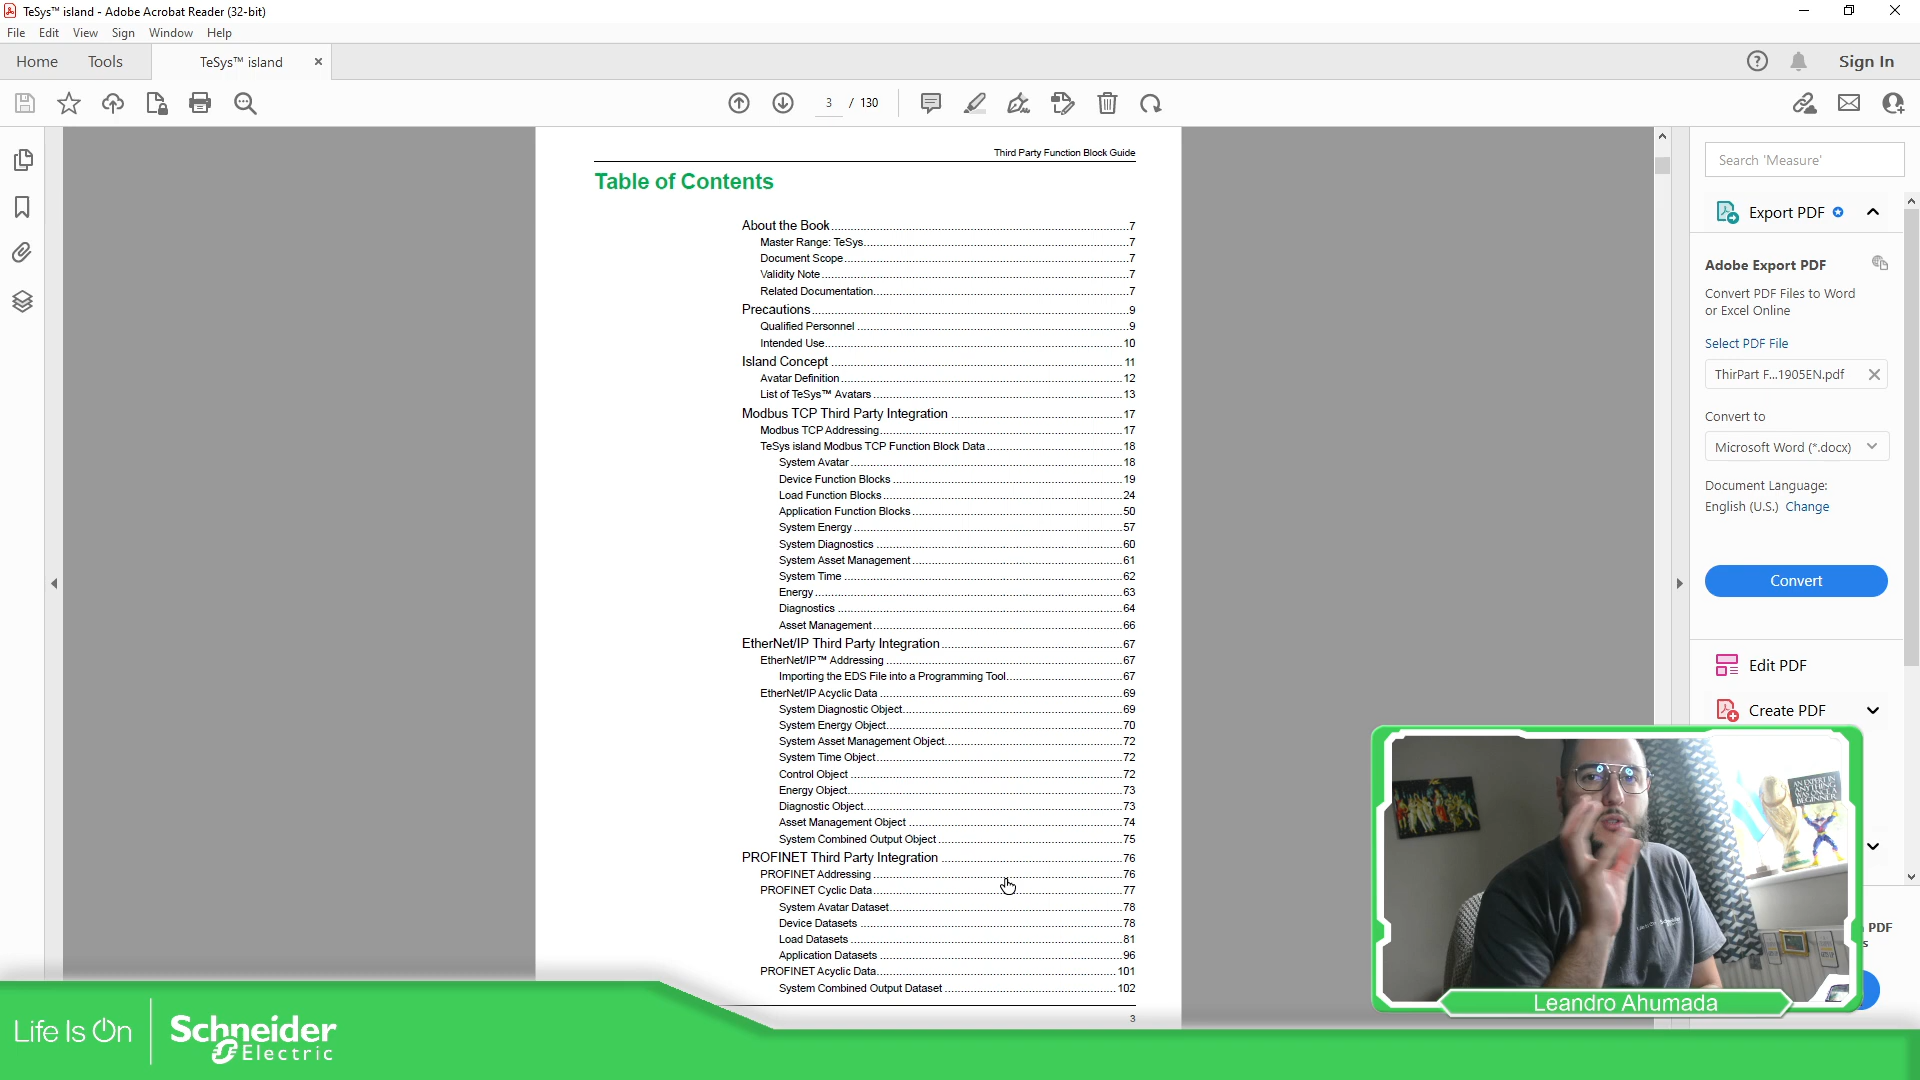 TeSys™ island - Adobe Acrobat Reader (32-bit)
File Edit View Sign Window Help
Home Tools TeSys™ island Sign In
3 / 130
Third Party Function Block Guide
Table of Contents
About the Book 7
Master Range: TeSys 7
Document Scope 7
Validity Note 7
Related Documentation 7
Precautions 9
Qualified Personnel 9
Intended Use 10
Island Concept 11
Avatar Definition 12
List of TeSys™ Avatars 13
Modbus TCP Third Party Integration 17
Modbus TCP Addressing 17
TeSys island Modbus TCP Function Block Data 18
System Avatar 18
Device Function Blocks 19
Load Function Blocks 24
Application Function Blocks 50
System Energy 57
System Diagnostics 60
System Asset Management 61
System Time 62
Energy 63
Diagnostics 64
Asset Management 66
EtherNet/IP Third Party Integration 67
EtherNet/IP™ Addressing 67
Importing the EDS File into a Programming Tool 67
EtherNet/IP Acyclic Data 69
System Diagnostic Object 69
System Energy Object 70
System Asset Management Object 72
System Time Object 72
Control Object 72
Energy Object 73
Diagnostic Object 73
Asset Management Object 74
System Combined Output Object 75
PROFINET Third Party Integration 76
PROFINET Addressing 76
PROFINET Cyclic Data 77
System Avatar Dataset 78
Device Datasets 78
Load Datasets 81
Application Datasets 96
PROFINET Acyclic Data 101
System Combined Output Dataset 102
3
Search 'Measure'
Export PDF
Adobe Export PDF
Convert PDF Files to Word
or Excel Online
Select PDF File
ThirPart F...1905EN.pdf
Convert to
Microsoft Word (*.docx)
Document Language:
English (U.S.) Change
Convert
Edit PDF
Create PDF
PDF
AN EXPERT IN
ANYTHING
WAS ONCE A
BEGINNER
Leandro Ahumada
Life Is On
Schneider
Electric